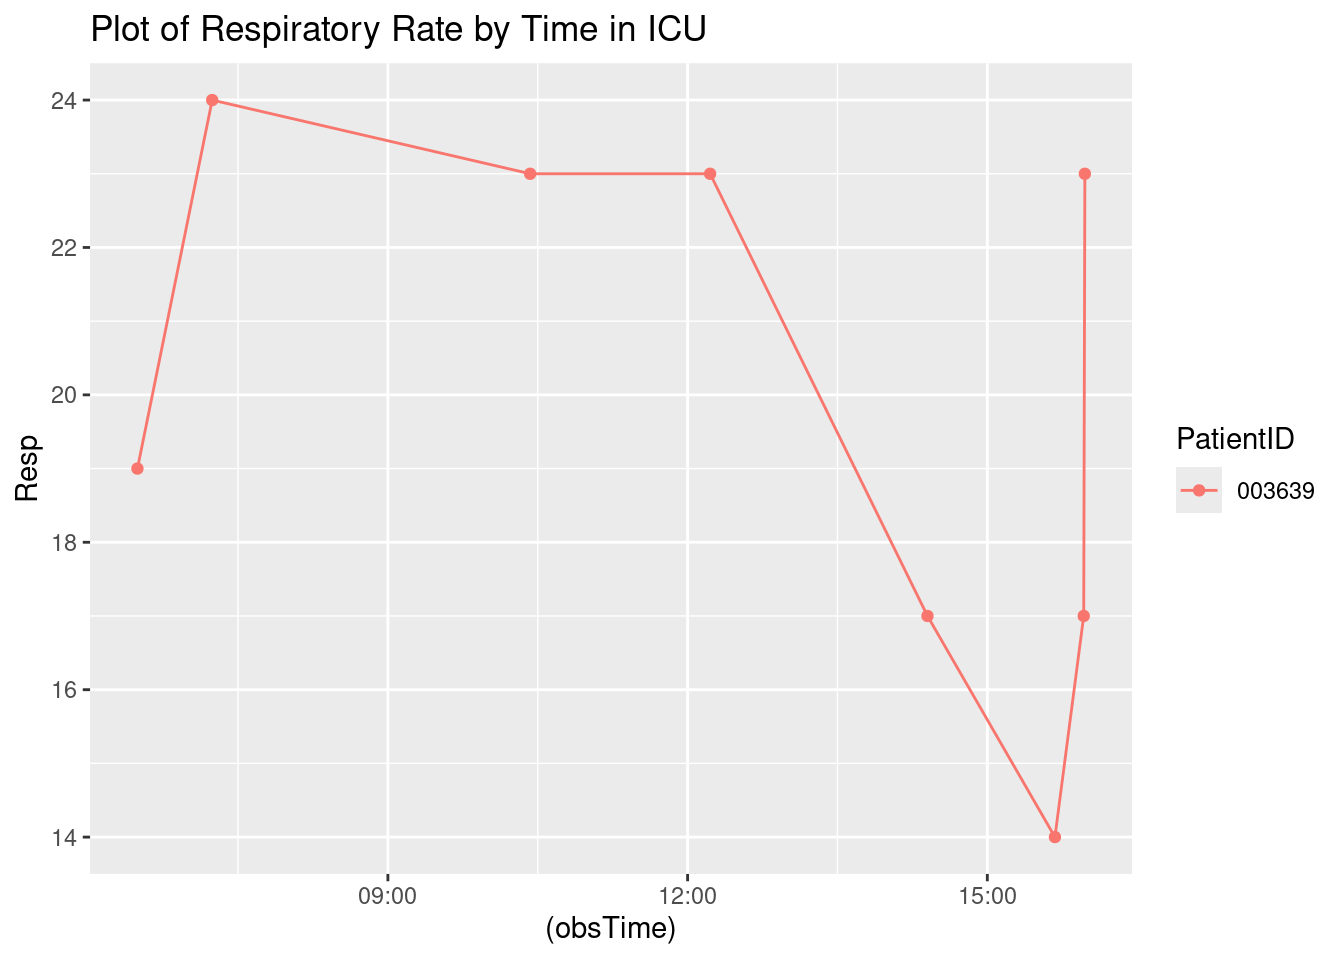 Plot of Respiratory Rate by Time in ICU
24
22
20
18
16
14
Resp
09:00 12:00 15:00
(obsTime)
PatientID
003639